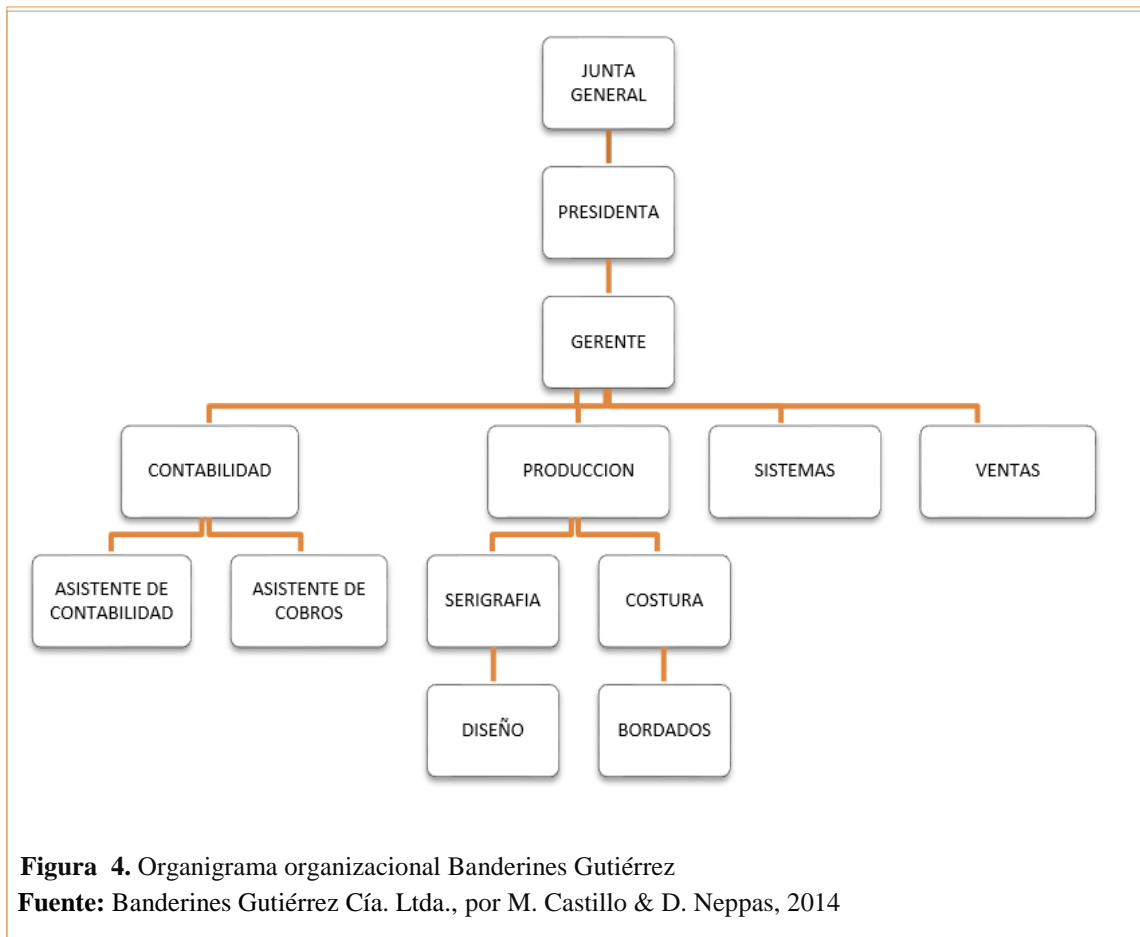 JUNTA
GENERAL
PRESIDENTA
GERENTE
CONTABILIDAD
PRODUCCION
SISTEMAS
VENTAS
ASISTENTE DE
CONTABILIDAD
ASISTENTE DE
COBROS
SERIGRAFIA
COSTURA
DISEÑO
BORDADOS
Figura 4. Organigrama organizacional Banderines Gutiérrez
Fuente: Banderines Gutiérrez Cía. Ltda., por M. Castillo & D. Neppas, 2014